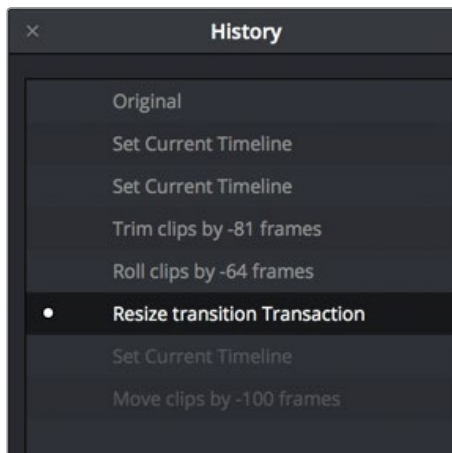 History
Original
Set Current Timeline
Set Current Timeline
Trim clips by -81 frames
Roll clips by -64 frames
Resize transition Transaction
Set Current Timeline
Move clips by -100 frames